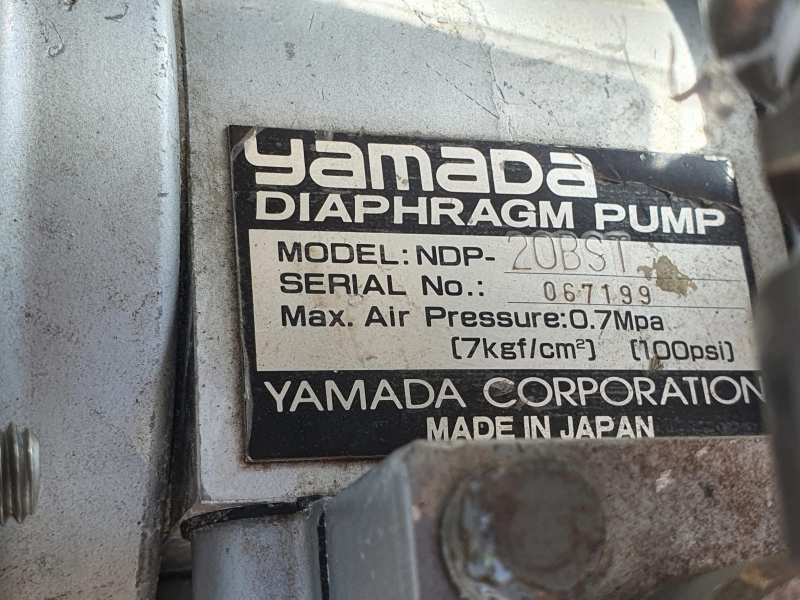 yamada
DIAPHRAGM PUMP
MODEL: NDP-20BST
SERIAL No.: 067199
Max. Air Pressure:0.7Mpa
(7kgf/cm²) (100psi)
YAMADA CORPORATION
MADE IN JAPAN